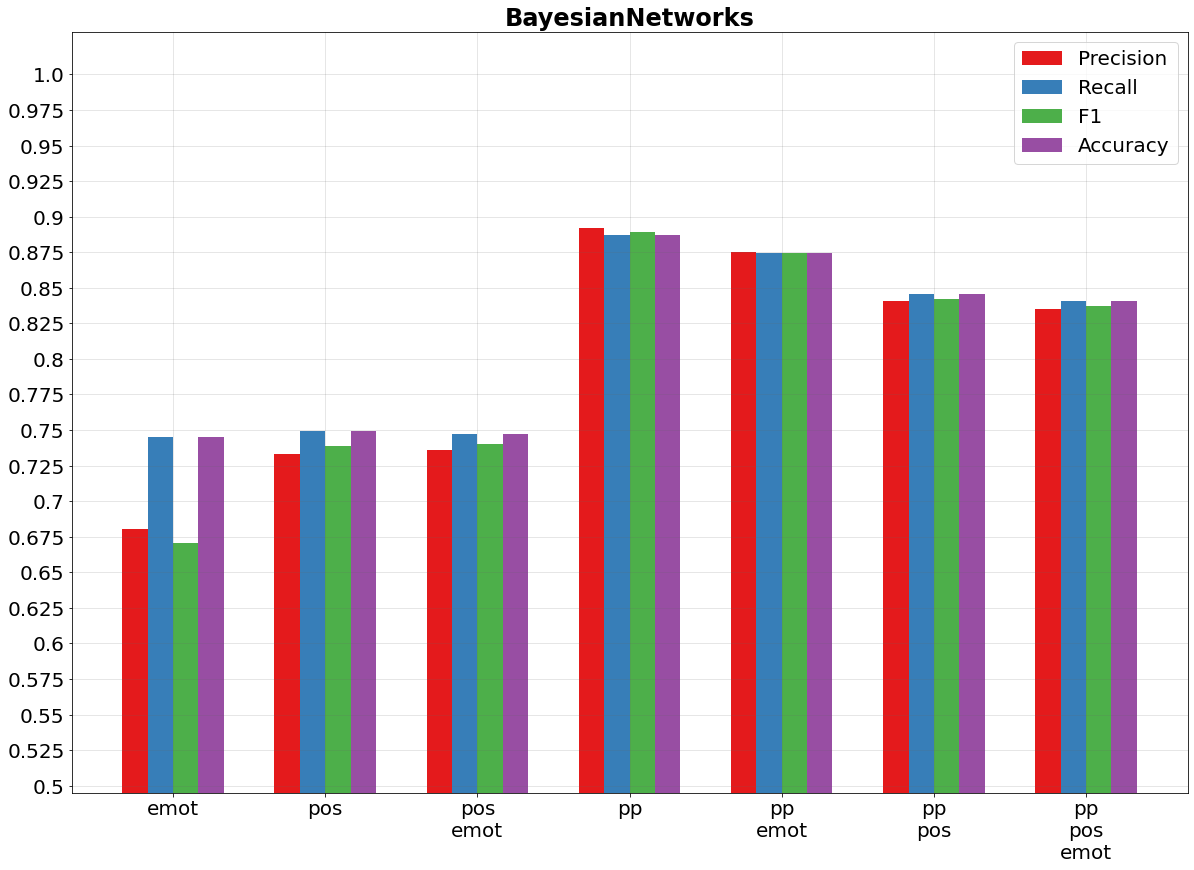 BayesianNetworks
Precision
Recall
F1
Accuracy
1.0
0.975
0.95
0.925
0.9
0.875
0.85
0.825
0.8
0.775
0.75
0.725
0.7
0.675
0.65
0.625
0.6
0.575
0.55
0.525
0.5
emot
pos
pos
emot
pp
pp
emot
pp
pos
pp
pos
emot